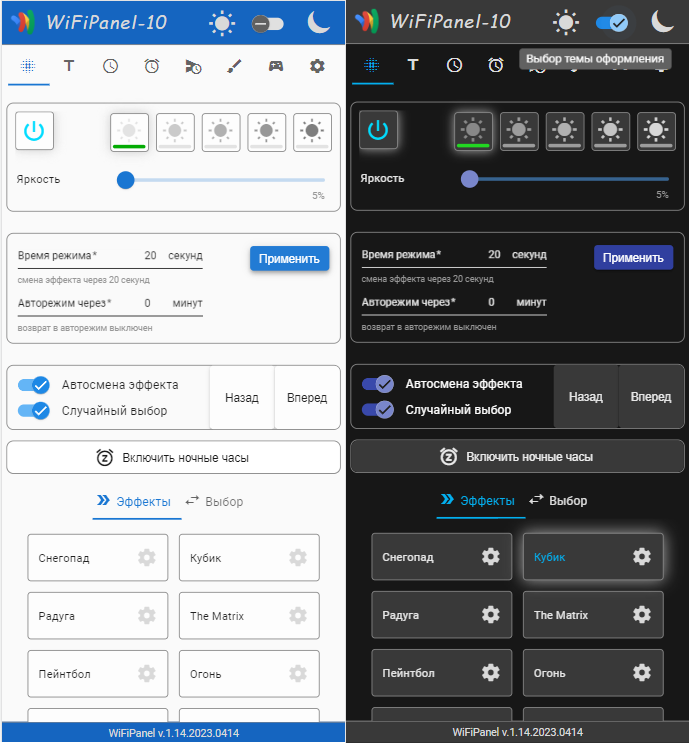 WiFiPanel-10
T
Яркость
5%
Время режима* 20 секунд
Применить
смена эффекта через 20 секунд
Авторежим через* 0 минут
возврат в авторежим выключен
Автосмена эффекта
Случайный выбор
Назад
Вперед
Включить ночные часы
Эффекты
Выбор
Снегопад
Кубик
Радуга
The Matrix
Пейнтбол
Огонь
WiFiPanel v.1.14.2023.0414
WiFiPanel-10
Выбор темы оформления
T
Яркость
5%
Время режима* 20 секунд
Применить
смена эффекта через 20 секунд
Авторежим через* 0 минут
возврат в авторежим выключен
Автосмена эффекта
Случайный выбор
Назад
Вперед
Включить ночные часы
Эффекты
Выбор
Снегопад
Кубик
Радуга
The Matrix
Пейнтбол
Огонь
WiFiPanel v.1.14.2023.0414